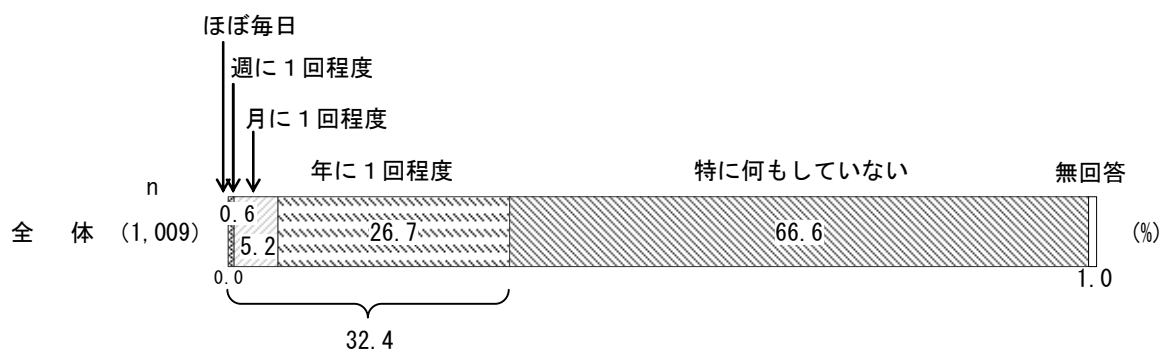 ほぼ毎日
週に１回程度
月に１回程度
年に１回程度
特に何もしていない
無回答
n
全　体 (1,009)
0.6
5.2
26.7
66.6
(%)
0.0
1.0
32.4